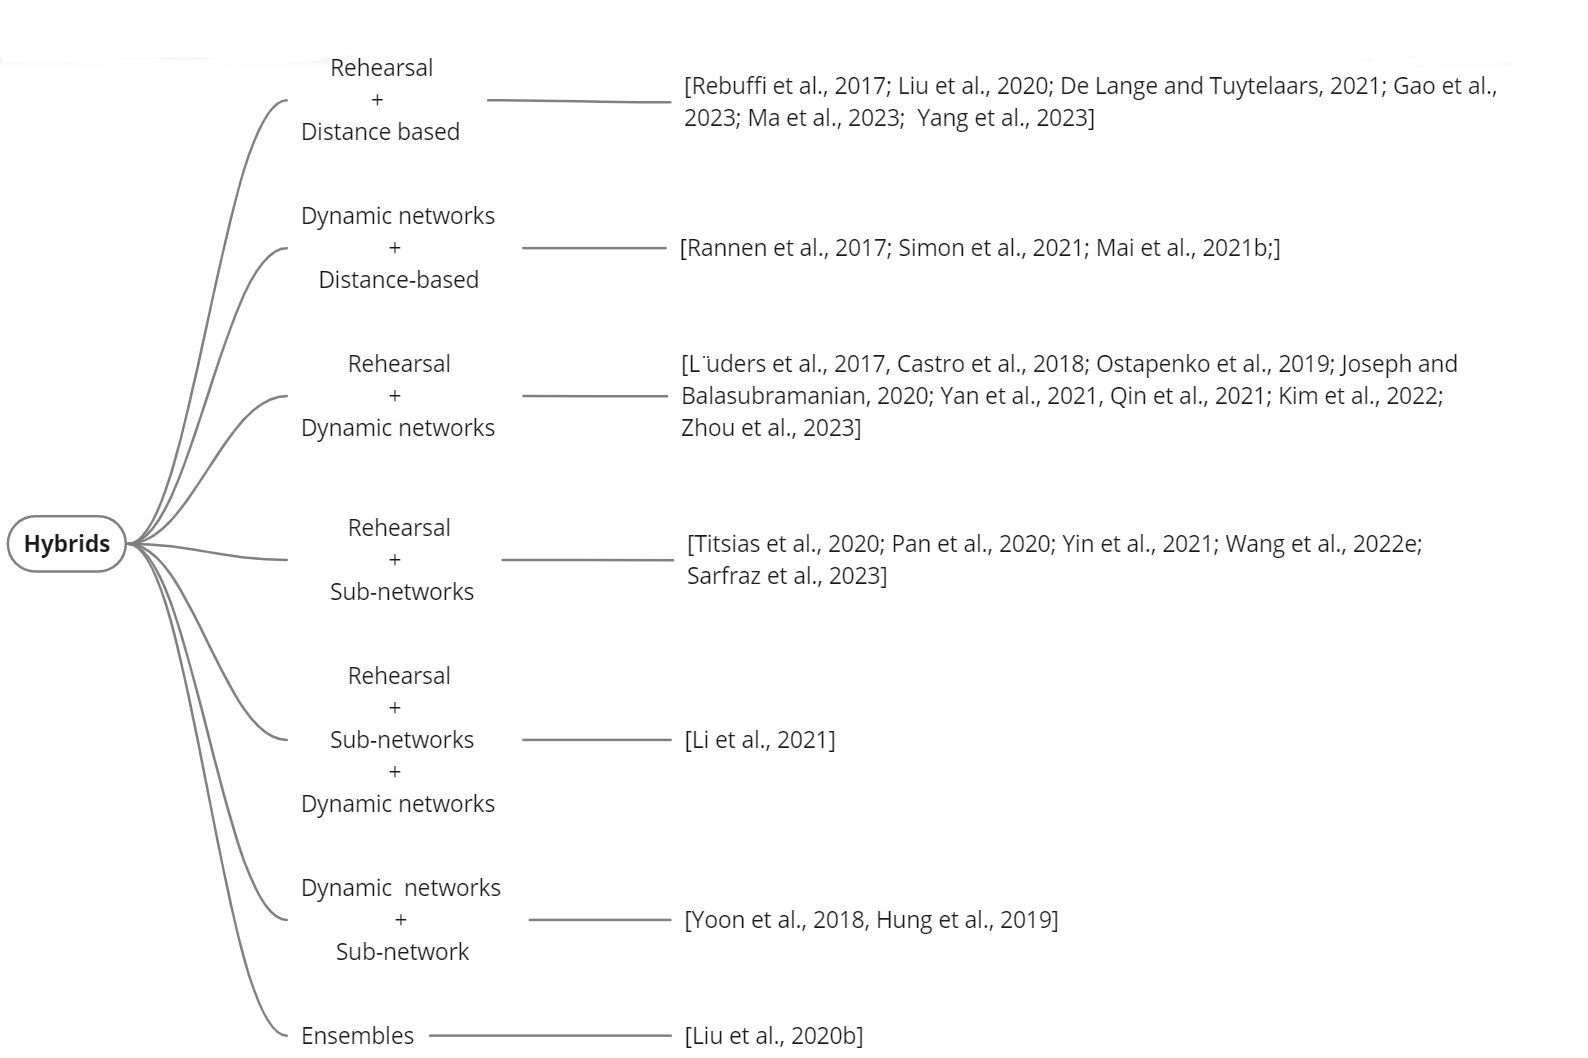 Rehearsal
+
Distance based
[Rebuffi et al., 2017; Liu et al., 2020; De Lange and Tuytelaars, 2021; Gao et al.,
2023; Ma et al., 2023;  Yang et al., 2023]
Dynamic networks
+
Distance-based
[Rannen et al., 2017; Simon et al., 2021; Mai et al., 2021b;]
Rehearsal
+
Dynamic networks
[L¨uders et al., 2017, Castro et al., 2018; Ostapenko et al., 2019; Joseph and
Balasubramanian, 2020; Yan et al., 2021, Qin et al., 2021; Kim et al., 2022;
Zhou et al., 2023]
Hybrids
Rehearsal
+
Sub-networks
[Titsias et al., 2020; Pan et al., 2020; Yin et al., 2021; Wang et al., 2022e;
Sarfraz et al., 2023]
Rehearsal
+
Sub-networks
+
Dynamic networks
[Li et al., 2021]
Dynamic  networks
+
Sub-network
[Yoon et al., 2018, Hung et al., 2019]
Ensembles
[Liu et al., 2020b]